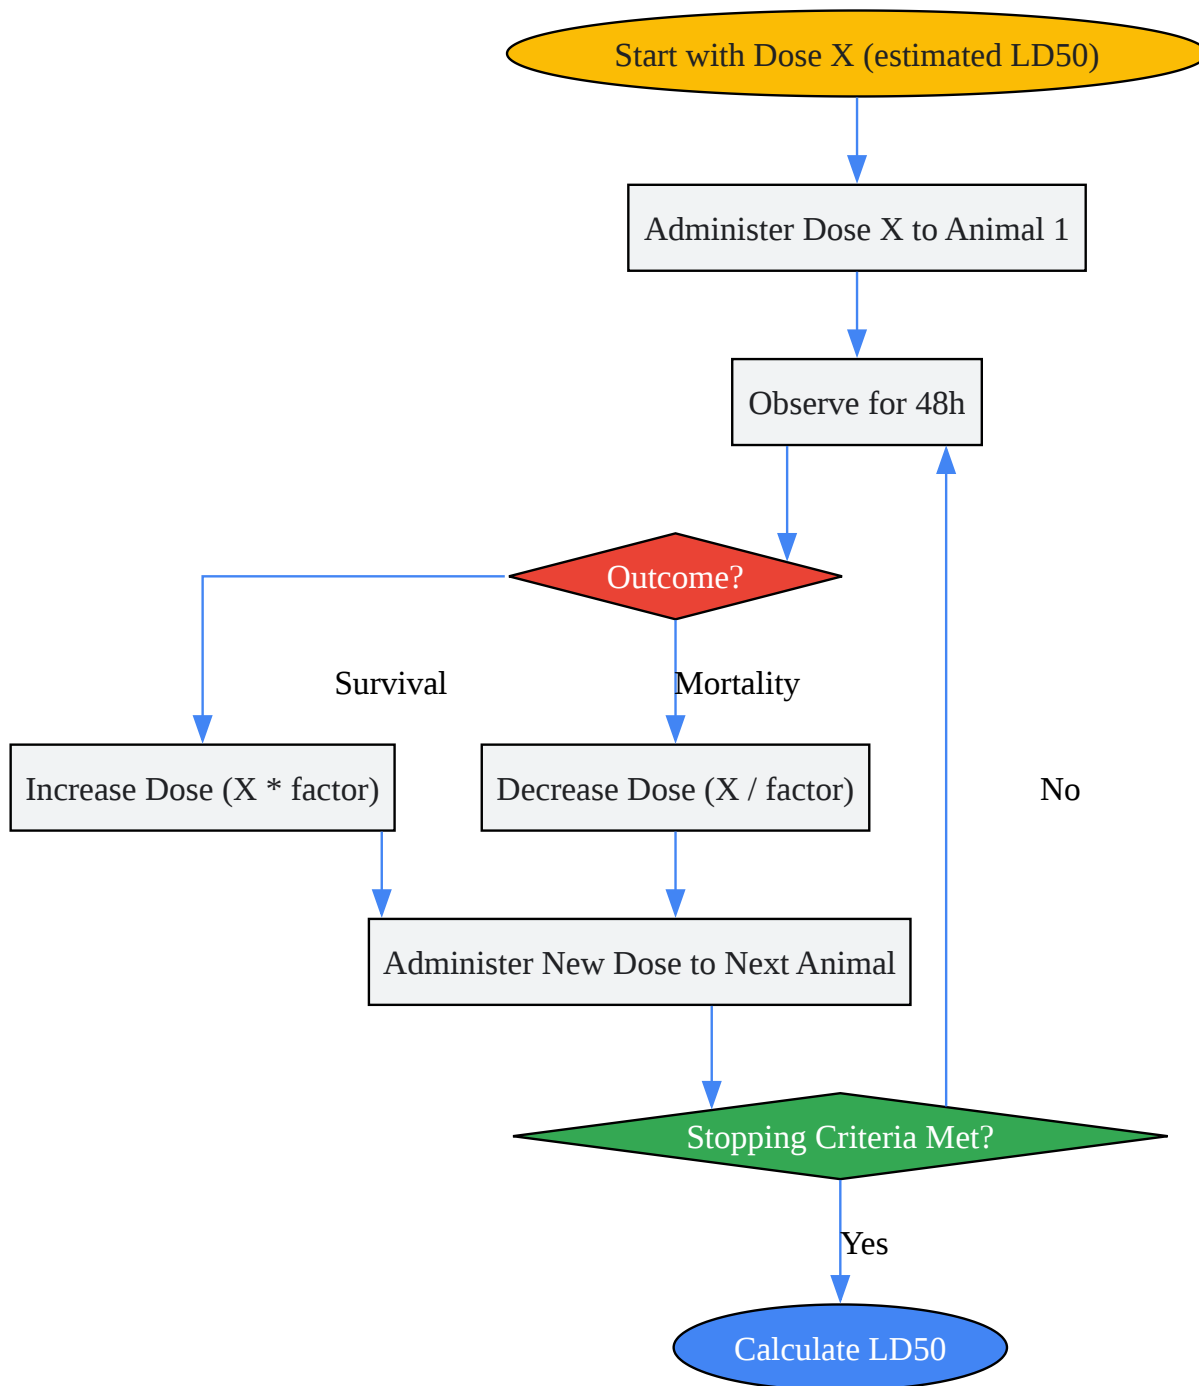 Start with Dose X (estimated LD50)
Administer Dose X to Animal 1
Observe for 48h
Outcome?
Survival
Mortality
Increase Dose (X * factor)
Decrease Dose (X / factor)
No
Administer New Dose to Next Animal
Stopping Criteria Met?
Yes
Calculate LD50